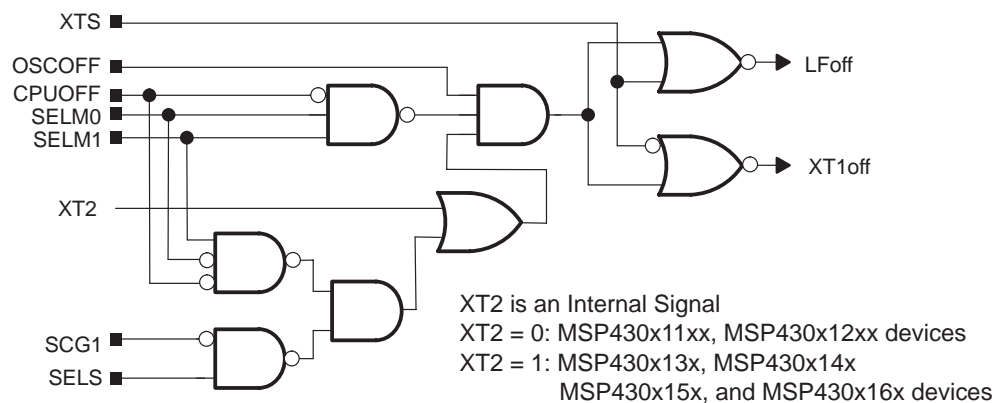 XTS
OSCOFF
CPUOFF
SELM0
SELM1
XT2
SCG1
SELS
LFoff
XT1off
XT2 is an Internal Signal
XT2 = 0: MSP430x11xx, MSP430x12xx devices
XT2 = 1: MSP430x13x, MSP430x14x
MSP430x15x, and MSP430x16x devices